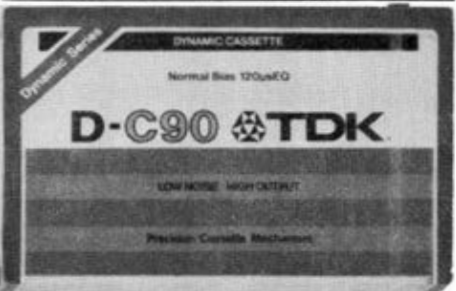 Dynamic Series
DYNAMIC CASSETTE
Normal Bias 120µsEQ
D-C90 TDK
LOW NOISE HIGH OUTPUT
Precision Cassette Mechanism